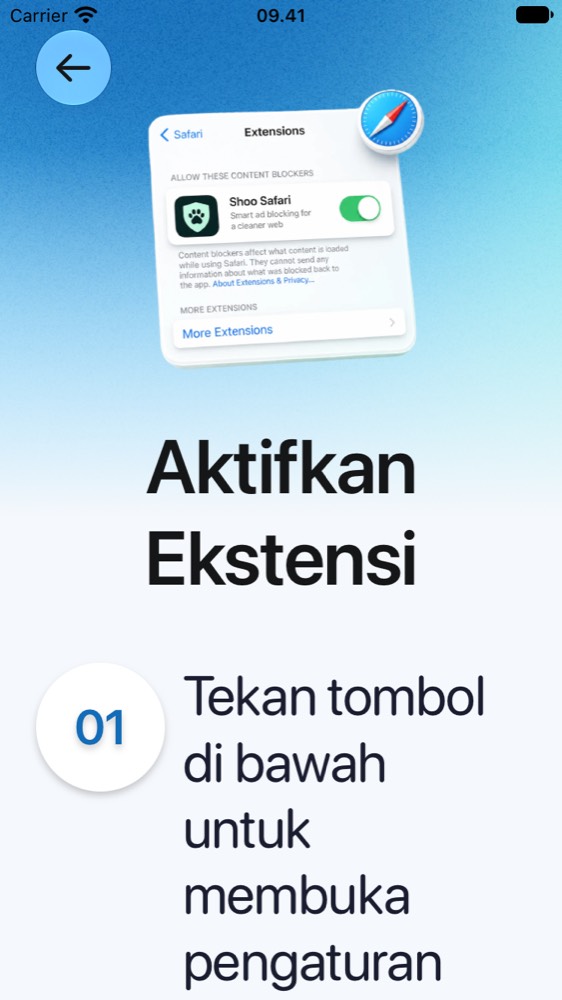 Carrier 09.41
Safari Extensions
ALLOW THESE CONTENT BLOCKERS
Shoo Safari
Smart ad blocking for
a cleaner web
Content blockers affect what content is loaded
while using Safari. They cannot send any
information about what was blocked back to
the app. About Extensions & Privacy...
MORE EXTENSIONS
More Extensions
Aktifkan
Ekstensi
01
Tekan tombol
di bawah
untuk
membuka
pengaturan